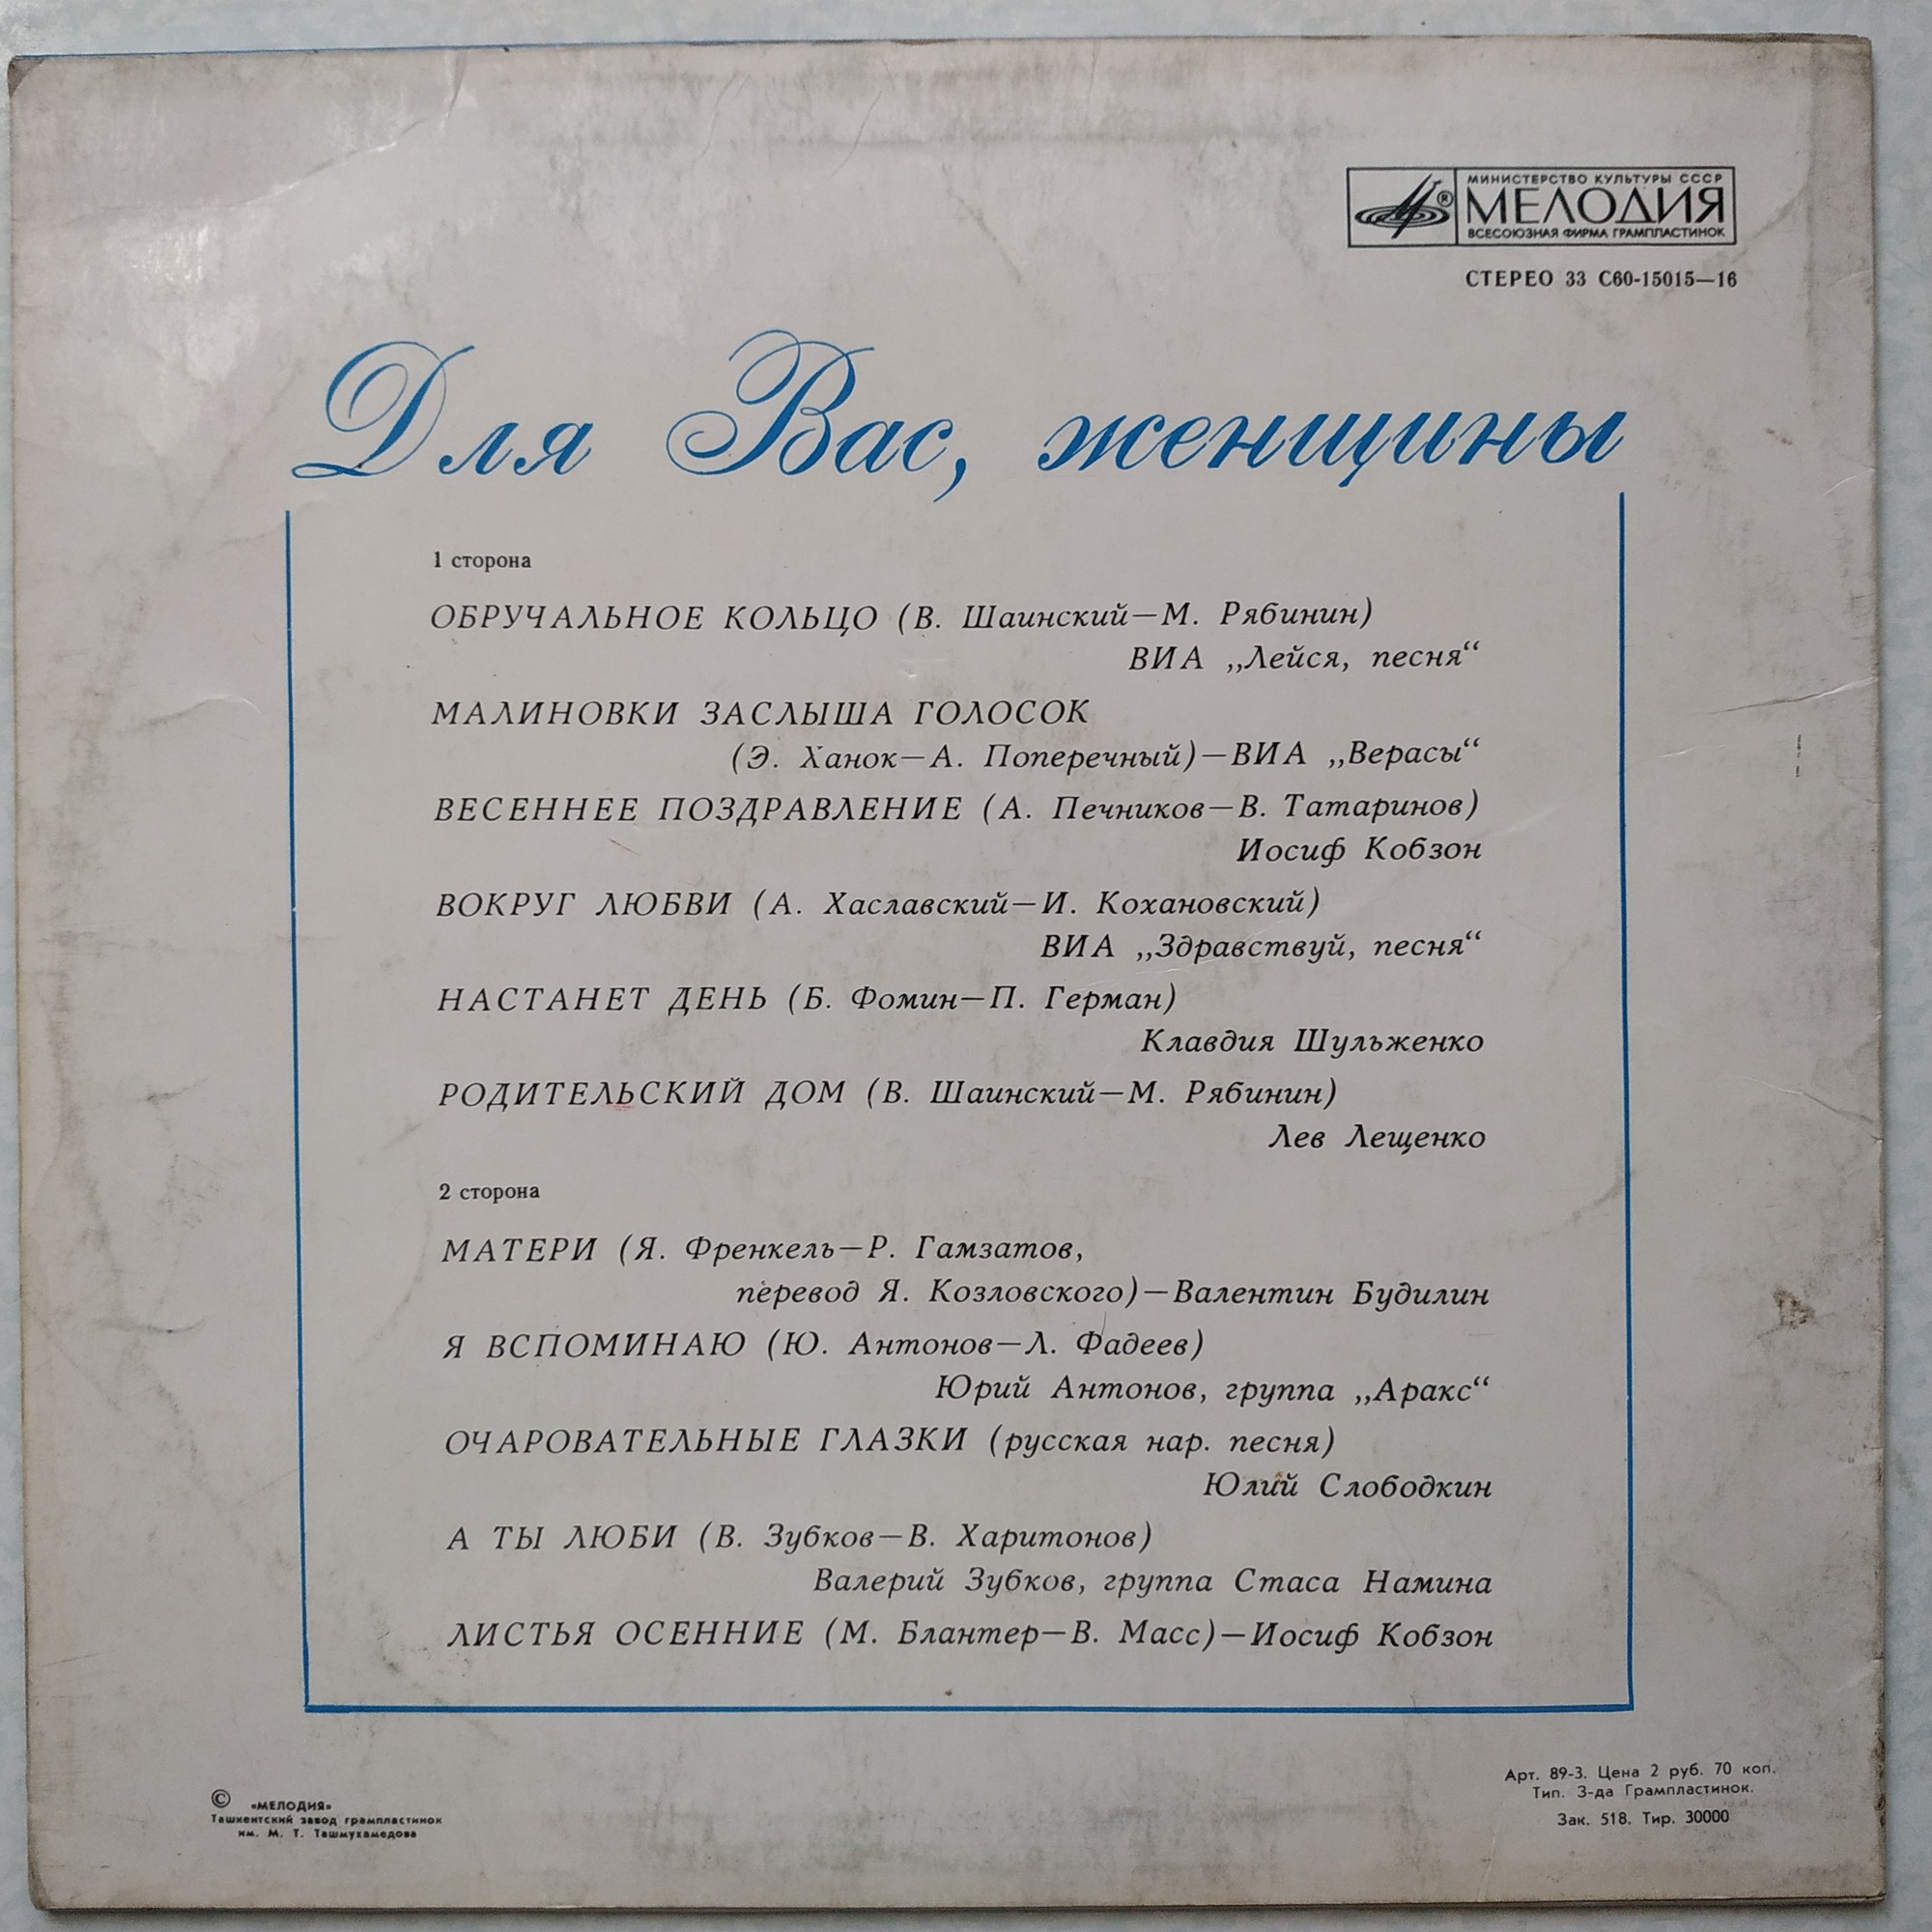 МИНИСТЕРСТВО КУЛЬТУРЫ СССР
МЕЛОДИЯ
ВСЕСОЮЗНАЯ ФИРМА ГРАМПЛАСТИНОК
СТЕРЕО 33 С60-15015—16
Для Вас, женщины
1 сторона
ОБРУЧАЛЬНОЕ КОЛЬЦО (В. Шаинский—М. Рябинин)
ВИА „Лейся, песня“
МАЛИНОВКИ ЗАСЛЫША ГОЛОСОК
(Э. Ханок—А. Поперечный)—ВИА „Верасы“
ВЕСЕННЕЕ ПОЗДРАВЛЕНИЕ (А. Печников—В. Татаринов)
Иосиф Кобзон
ВОКРУГ ЛЮБВИ (А. Хаславский—И. Кохановский)
ВИА „Здравствуй, песня“
НАСТАНЕТ ДЕНЬ (Б. Фомин—П. Герман)
Клавдия Шульженко
РОДИТЕЛЬСКИЙ ДОМ (В. Шаинский—М. Рябинин)
Лев Лещенко
2 сторона
МАТЕРИ (Я. Френкель—Р. Гамзатов,
перевод Я. Козловского)—Валентин Будилин
Я ВСПОМИНАЮ (Ю. Антонов—Л. Фадеев)
Юрий Антонов, группа „Аракс“
ОЧАРОВАТЕЛЬНЫЕ ГЛАЗКИ (русская нар. песня)
Юлий Слободкин
А ТЫ ЛЮБИ (В. Зубков—В. Харитонов)
Валерий Зубков, группа Стаса Намина
ЛИСТЬЯ ОСЕННИЕ (М. Блантер—В. Масс)—Иосиф Кобзон
© «МЕЛОДИЯ»
Ташкентский завод грампластинок
им. М. Т. Ташмухамедова
Арт. 89-3. Цена 2 руб. 70 коп.
Тип. З-да Грампластинок.
Зак. 518. Тир. 30000